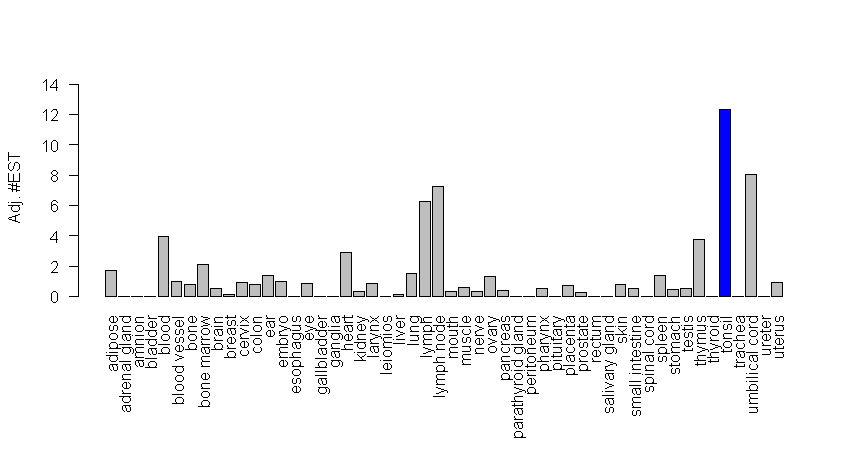 14
12
10
8
6
4
2
0
Adj. #EST
adipose
adrenal gland
amnion
bladder
blood
blood vessel
bone
bone marrow
brain
breast
cervix
colon
ear
embryo
esophagus
eye
gallbladder
ganglia
heart
kidney
larynx
leiomios
liver
lung
lymph
lymph node
mouth
muscle
nerve
ovary
pancreas
parathyroid gland
peritoneum
pharynx
pituitary
placenta
prostate
rectum
salivary gland
skin
small intestine
spinal cord
spleen
stomach
testis
thymus
thyroid
tonsil
trachea
umbilical cord
ureter
uterus